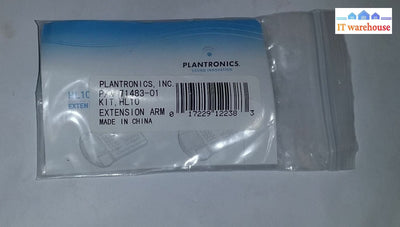 IT warehouse
PLANTRONICS.
SOUND INNOVATION
HL10
EXTEN
PLANTRONICS, INC
P/N 71483-01
KIT, HL10
EXTENSION ARM
MADE IN CHINA
0 17229 12238 3